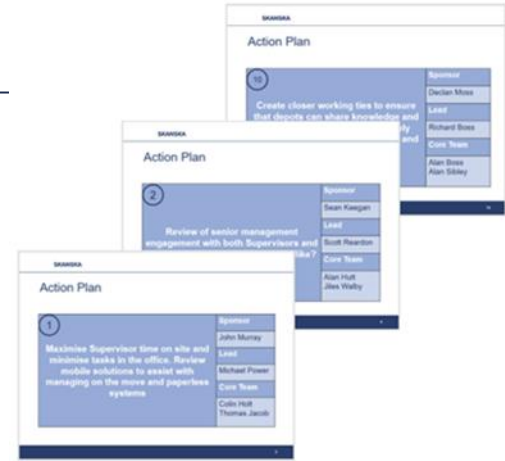 SKANSKA
Action Plan
10
Create closer working ties to ensure
that depots can share knowledge and
and
Sponsor
Declan Moss
Lead
Richard Boss
Core Team
Alan Boss
Alan Sibley
SKANSKA
Action Plan
2
Review of senior management
engagement with both Supervisors and
like?
Sponsor
Sean Keegan
Lead
Scott Reardon
Core Team
Alan Hutt
Jiles Walby
SKANSKA
Action Plan
1
Maximise Supervisor time on site and
minimise tasks in the office. Review
mobile solutions to assist with
managing on the move and paperless
systems
Sponsor
John Murray
Lead
Michael Power
Core Team
Colin Holt
Thomas Jacob